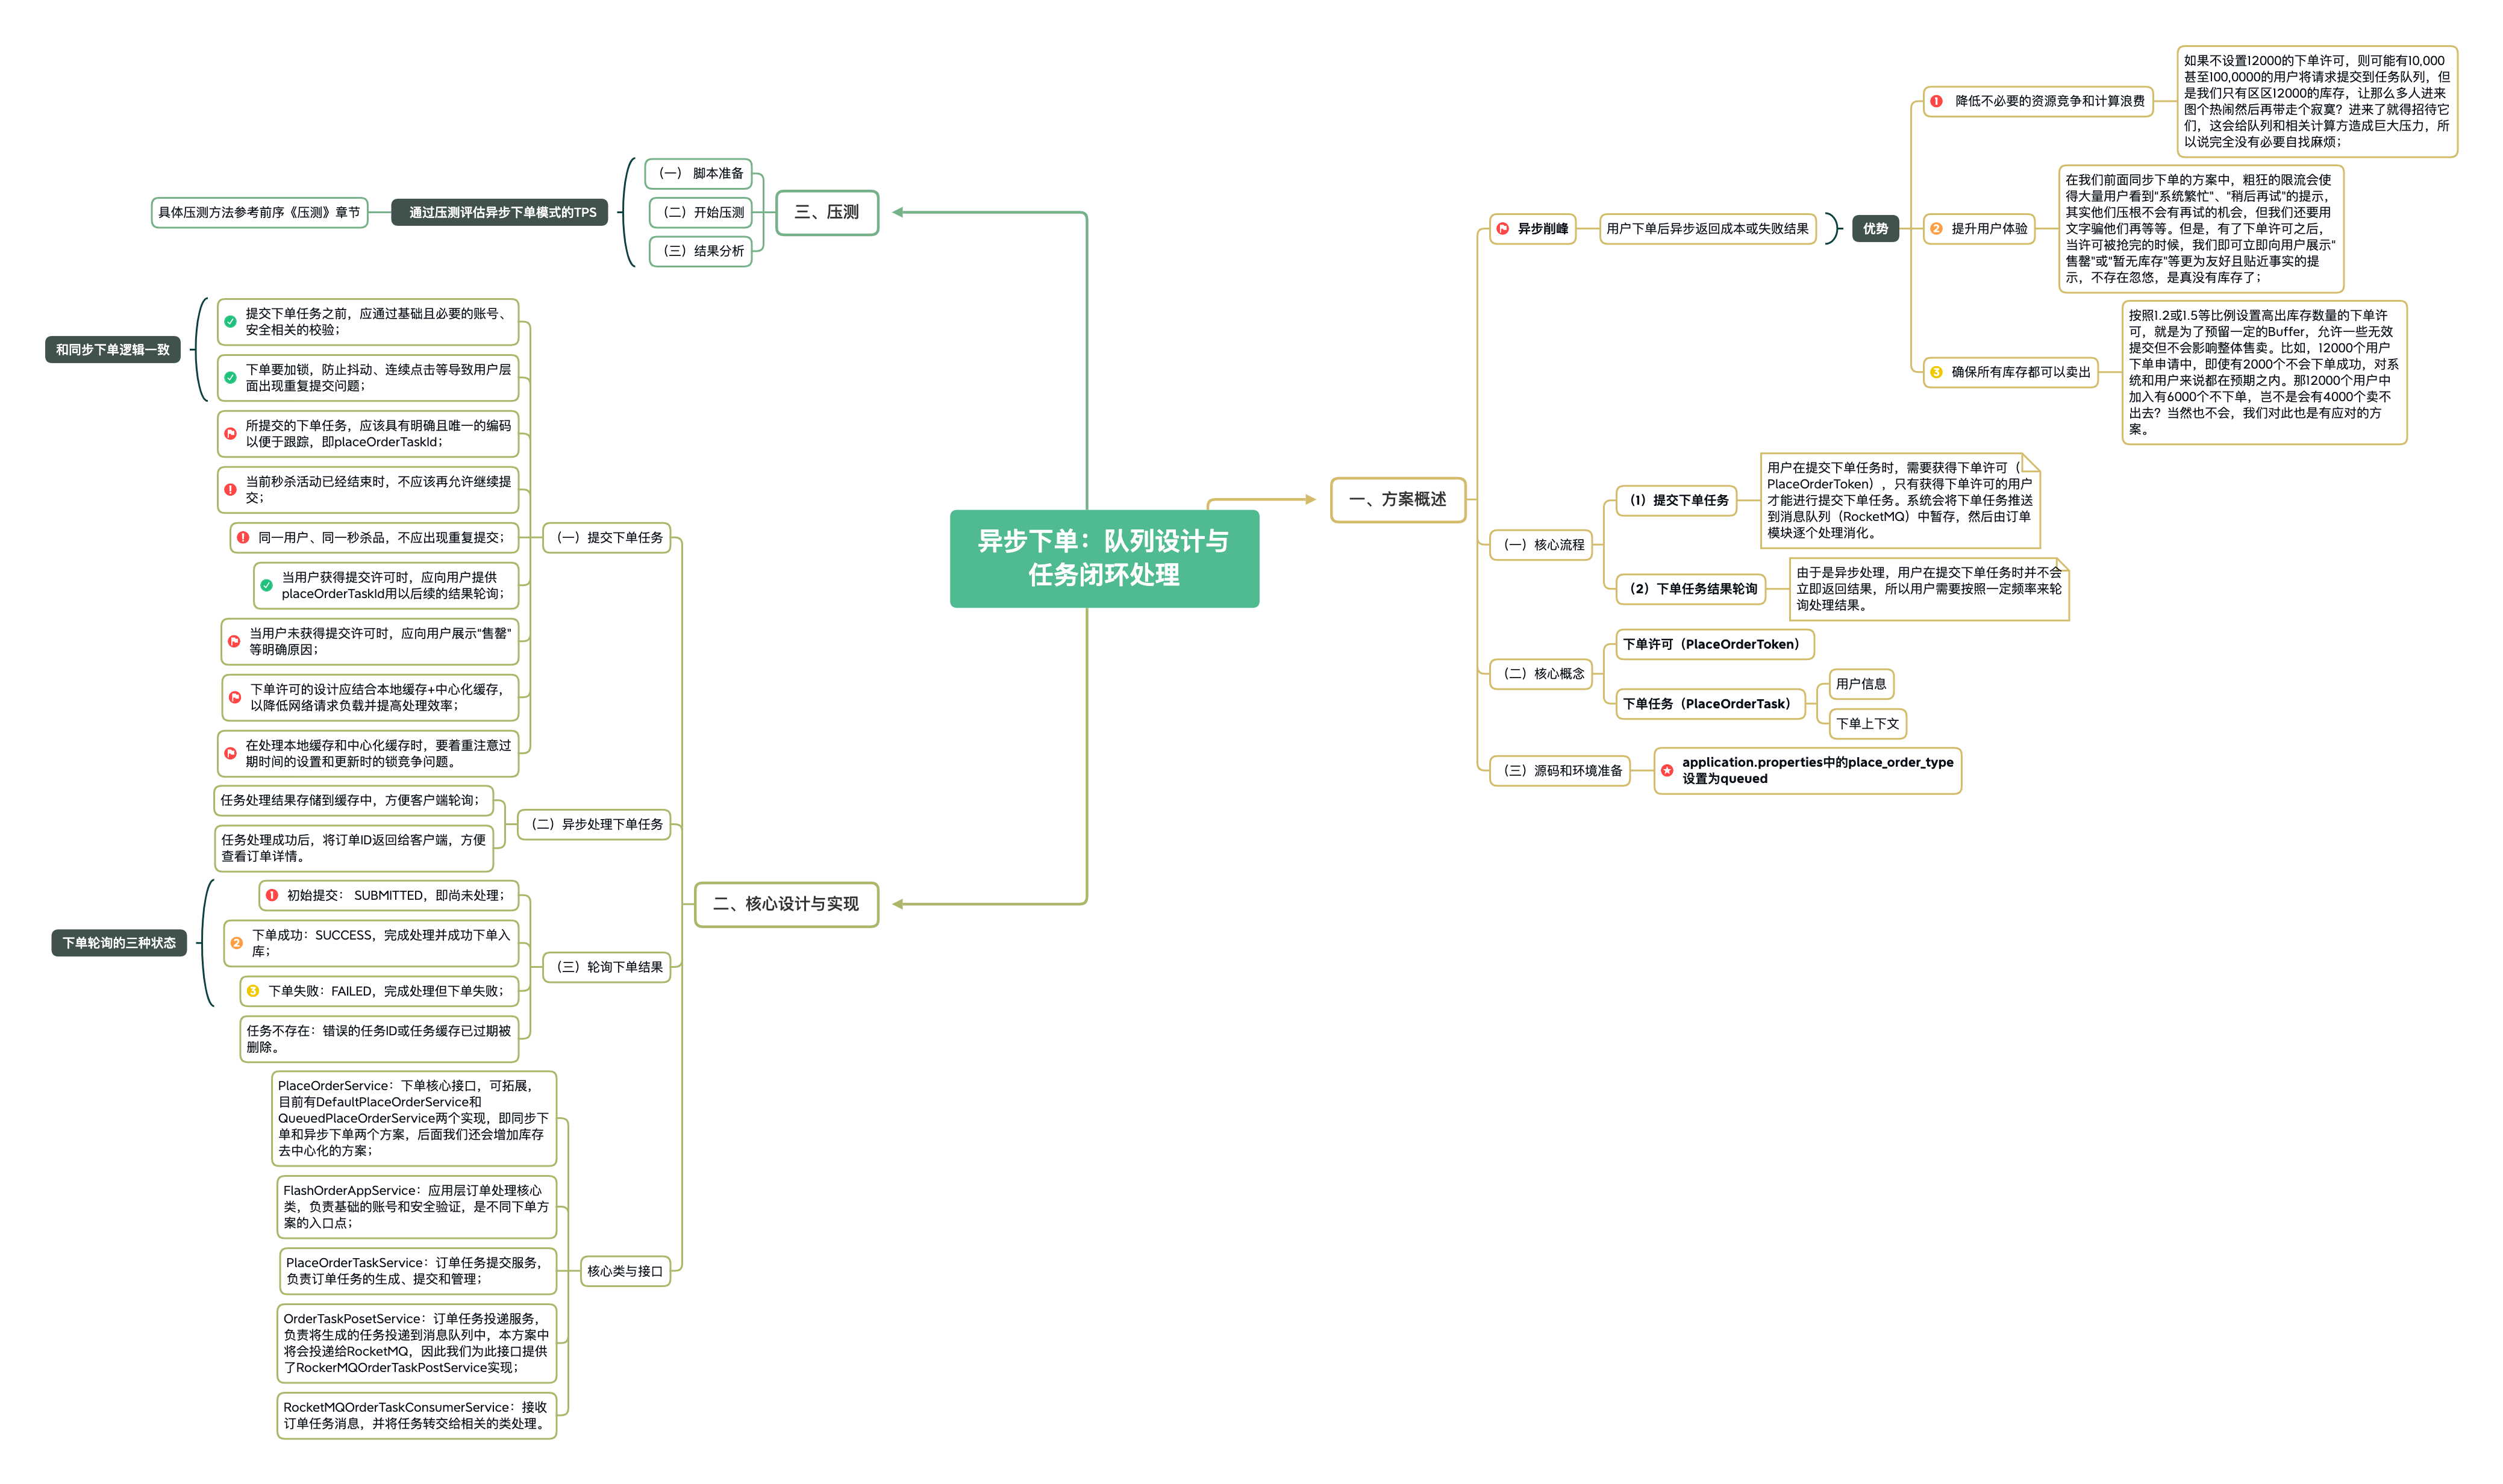 异步下单：队列设计与
任务闭环处理
一、方案概述
异步削峰
用户下单后异步返回成本或失败结果
优势
1
降低不必要的资源竞争和计算浪费
如果不设置12000的下单许可，则可能有10,000
甚至100,0000的用户将请求提交到任务队列，但
是我们只有区区12000的库存，让那么多人进来
图个热闹然后再带走个寂寞？进来了就得招待它
们，这会给队列和相关计算方造成巨大压力，所
以说完全没有必要自找麻烦；
2
提升用户体验
在我们前面同步下单的方案中，粗狂的限流会使
得大量用户看到"系统繁忙"、"稍后再试"的提示，
其实他们压根不会有再试的机会，但我们还要用
文字骗他们再等等。但是，有了下单许可之后，
当许可被抢完的时候，我们即可立即向用户展示"
售罄"或"暂无库存"等更为友好且贴近事实的提
示，不存在忽悠，是真没有库存了；
3
确保所有库存都可以卖出
按照1.2或1.5等比例设置高出库存数量的下单许
可，就是为了预留一定的Buffer，允许一些无效
提交但不会影响整体售卖。比如，12000个用户
下单申请中，即使有2000个不会下单成功，对系
统和用户来说都在预期之内。那12000个用户中
加入有6000个不下单，岂不是会有4000个卖不
出去？当然也不会，我们对此也是有应对的方
案。
（一）核心流程
（1）提交下单任务
用户在提交下单任务时，需要获得下单许可（
PlaceOrderToken），只有获得下单许可的用户
才能进行提交下单任务。系统会将下单任务推送
到消息队列（RocketMQ）中暂存，然后由订单
模块逐个处理消化。
（2）下单任务结果轮询
由于是异步处理，用户在提交下单任务时并不会
立即返回结果，所以用户需要按照一定频率来轮
询处理结果。
（二）核心概念
下单许可（PlaceOrderToken）
下单任务（PlaceOrderTask）
用户信息
下单上下文
（三）源码和环境准备
application.properties中的place_order_type
设置为queued
二、核心设计与实现
（一）提交下单任务
提交下单任务之前，应通过基础且必要的账号、
安全相关的校验；
下单要加锁，防止抖动、连续点击等导致用户层
面出现重复提交问题；
和同步下单逻辑一致
所提交的下单任务，应该具有明确且唯一的编码
以便于跟踪，即placeOrderTaskId；
当前秒杀活动已经结束时，不应该再允许继续提
交；
同一用户、同一秒杀品，不应出现重复提交；
当用户获得提交许可时，应向用户提供
placeOrderTaskId用以后续的结果轮询；
当用户未获得提交许可时，应向用户展示"售罄"
等明确原因；
下单许可的设计应结合本地缓存+中心化缓存，
以降低网络请求负载并提高处理效率；
在处理本地缓存和中心化缓存时，要着重注意过
期时间的设置和更新时的锁竞争问题。
（二）异步处理下单任务
任务处理结果存储到缓存中，方便客户端轮询；
任务处理成功后，将订单ID返回给客户端，方便
查看订单详情。
（三）轮询下单结果
1
初始提交： SUBMITTED，即尚未处理；
2
下单成功：SUCCESS，完成处理并成功下单入
库；
3
下单失败：FAILED，完成处理但下单失败；
下单轮询的三种状态
任务不存在：错误的任务ID或任务缓存已过期被
删除。
核心类与接口
PlaceOrderService：下单核心接口，可拓展，
目前有DefaultPlaceOrderService和
QueuedPlaceOrderService两个实现，即同步下
单和异步下单两个方案，后面我们还会增加库存
去中心化的方案；
FlashOrderAppService：应用层订单处理核心
类，负责基础的账号和安全验证，是不同下单方
案的入口点；
PlaceOrderTaskService：订单任务提交服务，
负责订单任务的生成、提交和管理；
OrderTaskPosetService：订单任务投递服务，
负责将生成的任务投递到消息队列中，本方案中
将会投递给RocketMQ，因此我们为此接口提供
了RockerMQOrderTaskPostService实现；
RocketMQOrderTaskConsumerService：接收
订单任务消息，并将任务转交给相关的类处理。
三、压测
（一） 脚本准备
（二）开始压测
（三）结果分析
通过压测评估异步下单模式的TPS
具体压测方法参考前序《压测》章节